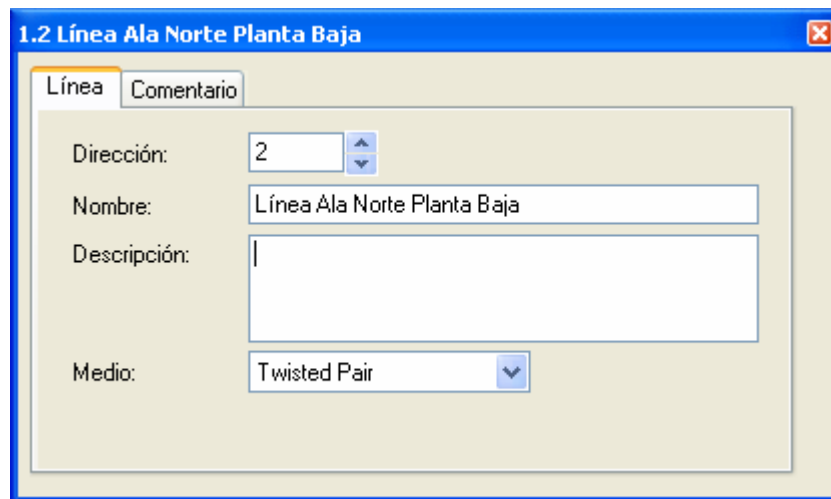 1.2 Línea Ala Norte Planta Baja
Línea
Comentario
Dirección:
2
Nombre:
Línea Ala Norte Planta Baja
Descripción:
Medio:
Twisted Pair